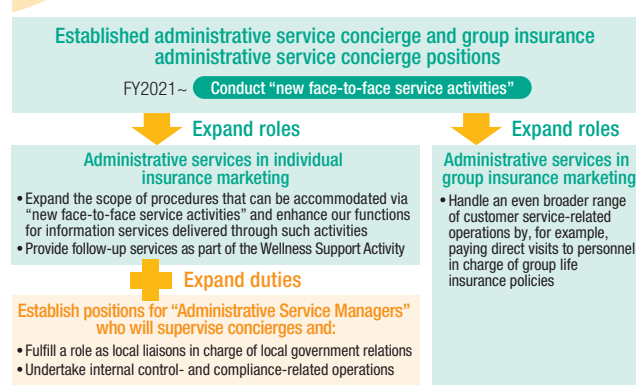 Established administrative service concierge and group insurance
administrative service concierge positions
FY2021~ Conduct “new face-to-face service activities”
Expand roles
Administrative services in individual
insurance marketing
• Expand the scope of procedures that can be accommodated via
“new face-to-face service activities” and enhance our functions
for information services delivered through such activities
• Provide follow-up services as part of the Wellness Support Activity
Expand duties
Establish positions for “Administrative Service Managers”
who will supervise concierges and:
• Fulfill a role as local liaisons in charge of local government relations
• Undertake internal control- and compliance-related operations
Expand roles
Administrative services in
group insurance marketing
• Handle an even broader range
of customer service-related
operations by, for example,
paying direct visits to personnel
in charge of group life
insurance policies